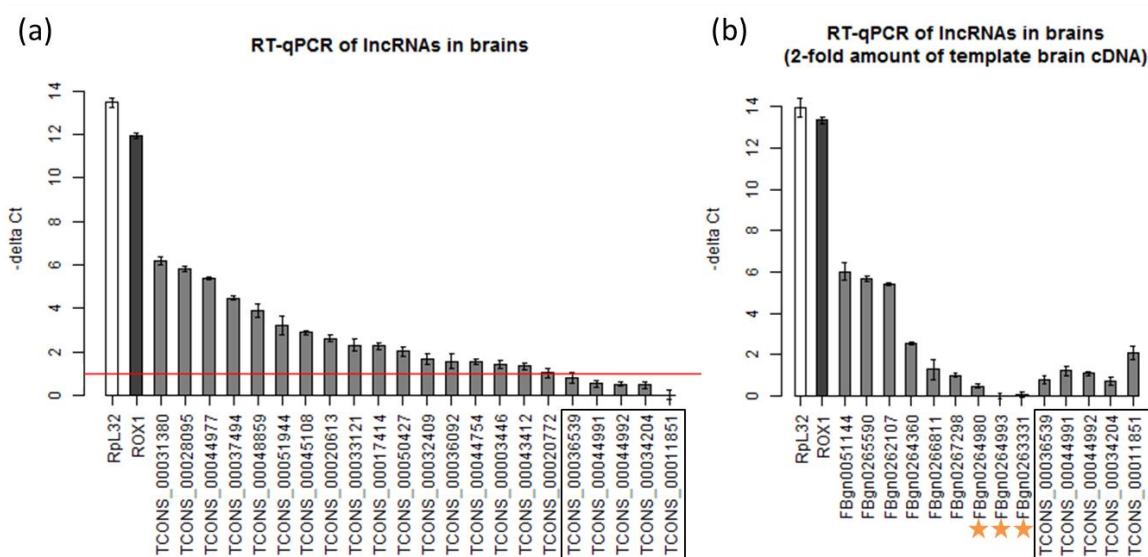 (a)
RT-qPCR of lncRNAs in brains
-delta Ct
14
12
10
8
6
4
2
0
RpL32
ROX1
TCONS_00031380
TCONS_00028095
TCONS_00044977
TCONS_00037494
TCONS_00048859
TCONS_00051944
TCONS_00045108
TCONS_00020613
TCONS_00033121
TCONS_00017414
TCONS_00050427
TCONS_00032409
TCONS_00036092
TCONS_00044754
TCONS_00003446
TCONS_00043412
TCONS_00020772
TCONS_00036539
TCONS_00044991
TCONS_00044992
TCONS_00034204
TCONS_00011851
(b)
RT-qPCR of lncRNAs in brains
(2-fold amount of template brain cDNA)
-delta Ct
14
12
10
8
6
4
2
0
RpL32
ROX1
FBgn0051144
FBgn0265590
FBgn0262107
FBgn0264360
FBgn0266811
FBgn0267298
FBgn0264980
FBgn0264993
FBgn0263331
TCONS_00036539
TCONS_00044991
TCONS_00044992
TCONS_00034204
TCONS_00011851